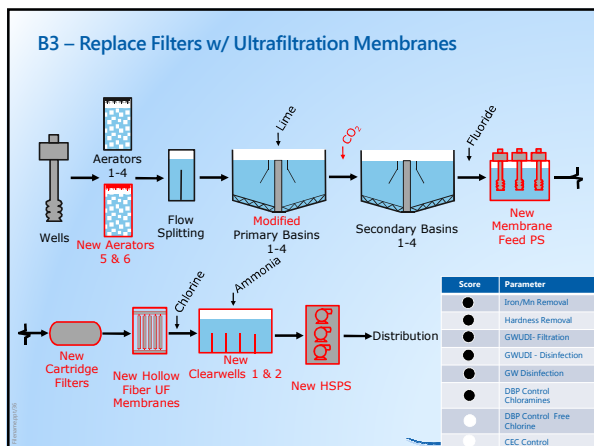 B3 – Replace Filters w/ Ultrafiltration Membranes
Lime
CO₂
Fluoride
Aerators
1-4
New Aerators
5 & 6
Wells
Flow
Splitting
Modified
Primary Basins
1-4
Secondary Basins
1-4
New
Membrane
Feed PS
Chlorine
Ammonia
New
Cartridge
Filters
New Hollow
Fiber UF
Membranes
New
Clearwells 1 & 2
New HSPS
Distribution
Score Parameter
Iron/Mn Removal
Hardness Removal
GWUDI- Filtration
GWUDI - Disinfection
GW Disinfection
DBP Control
Chloramines
DBP Control Free
Chlorine
CEC Control